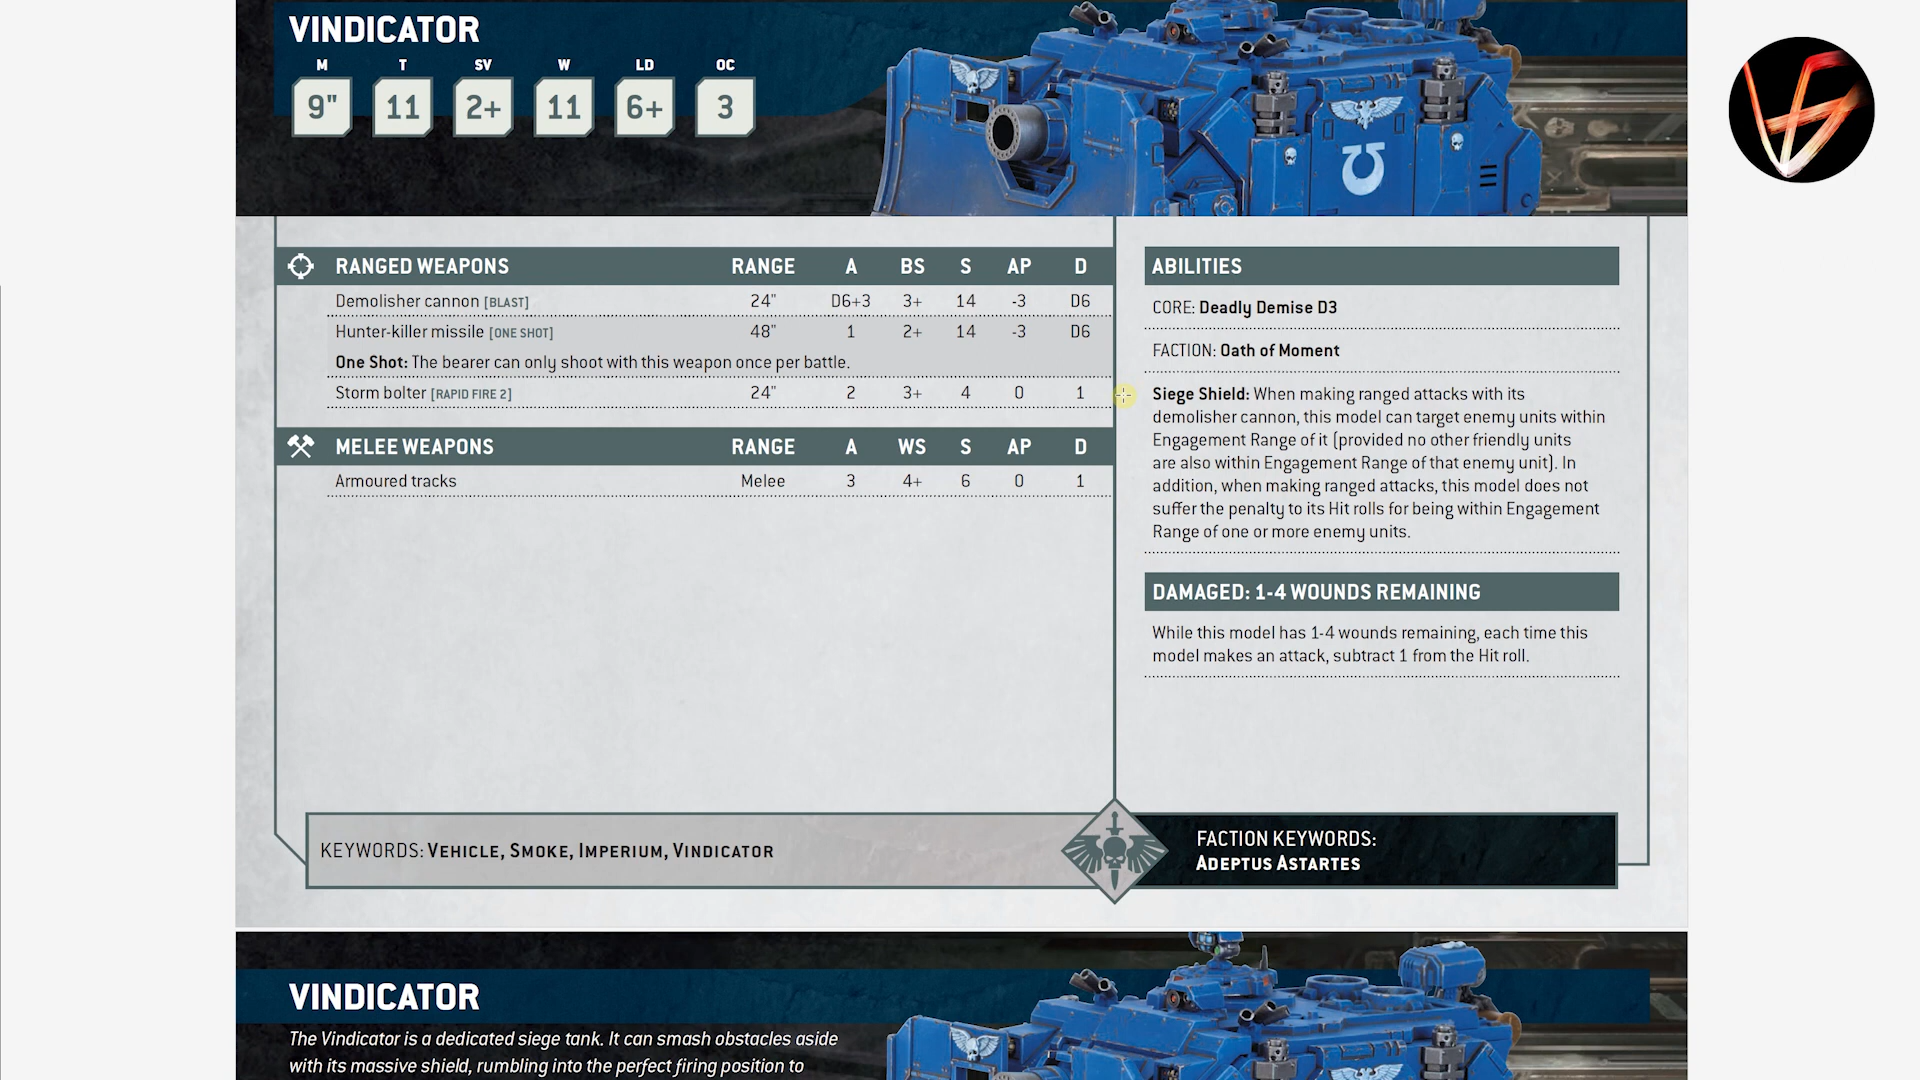 VINDICATOR
M T SV W LD OC
9" 11 2+ 11 6+ 3
RANGED WEAPONS RANGE A BS S AP D
Demolisher cannon [BLAST] 24" D6+3 3+ 14 -3 D6
Hunter-killer missile [ONE SHOT] 48" 1 2+ 14 -3 D6
One Shot: The bearer can only shoot with this weapon once per battle.
Storm bolter [RAPID FIRE 2] 24" 2 3+ 4 0 1
MELEE WEAPONS RANGE A WS S AP D
Armoured tracks Melee 3 4+ 6 0 1
ABILITIES
CORE: Deadly Demise D3
FACTION: Oath of Moment
Siege Shield: When making ranged attacks with its
demolisher cannon, this model can target enemy units within
Engagement Range of it (provided no other friendly units
are also within Engagement Range of that enemy unit). In
addition, when making ranged attacks, this model does not
suffer the penalty to its Hit rolls for being within Engagement
Range of one or more enemy units.
DAMAGED: 1-4 WOUNDS REMAINING
While this model has 1-4 wounds remaining, each time this
model makes an attack, subtract 1 from the Hit roll.
KEYWORDS: VEHICLE, SMOKE, IMPERIUM, VINDICATOR
FACTION KEYWORDS:
ADEPTUS ASTARTES
VINDICATOR
The Vindicator is a dedicated siege tank. It can smash obstacles aside
with its massive shield, rumbling into the perfect firing position to